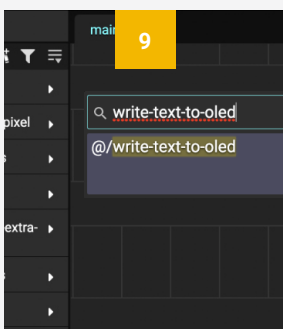 main
9
pixel
write-text-to-oled
@/write-text-to-oled
s
extra-
s